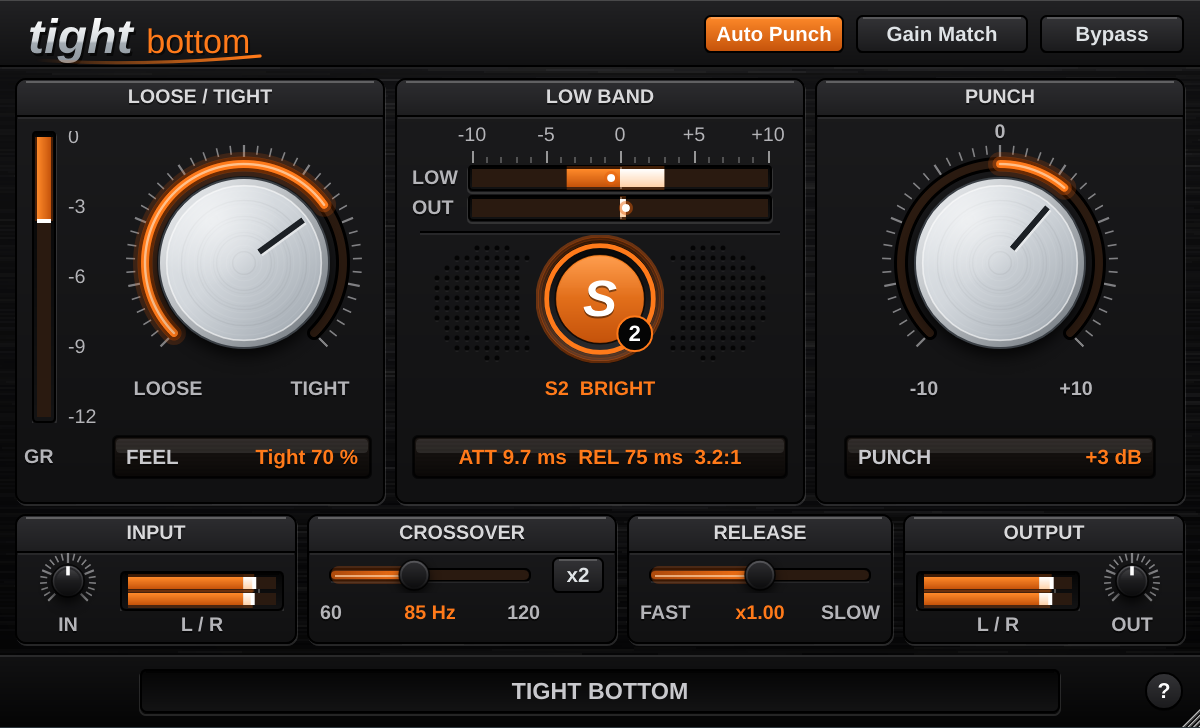 tight bottom
Auto Punch Gain Match Bypass
LOOSE / TIGHT
0
-3
-6
-9
-12
GR
LOOSE TIGHT
FEEL Tight 70 %
LOW BAND
-10 -5 0 +5 +10
LOW
OUT
S
2
S2 BRIGHT
ATT 9.7 ms REL 75 ms 3.2:1
PUNCH
0
-10 +10
PUNCH +3 dB
INPUT
IN L / R
CROSSOVER
x2
60 85 Hz 120
RELEASE
FAST x1.00 SLOW
OUTPUT
L / R OUT
TIGHT BOTTOM
?